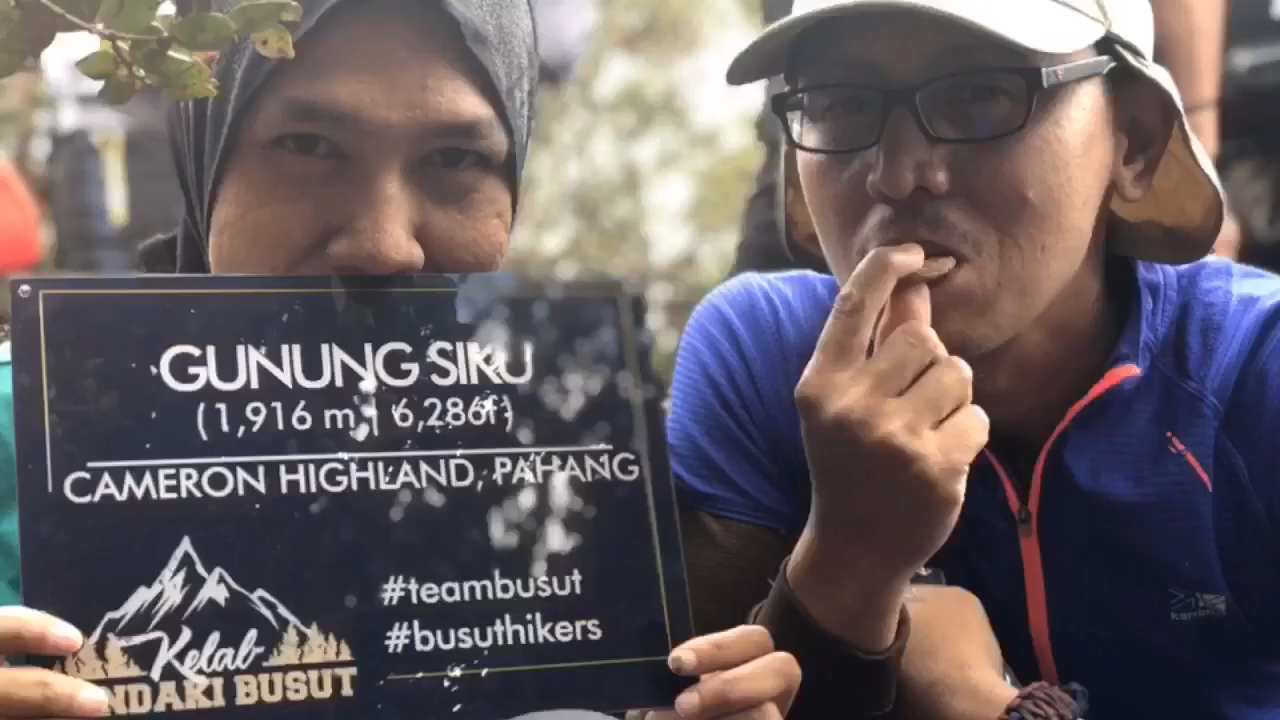 GUNUNG SIKU
(1,916 m | 6,286f)
CAMERON HIGHLAND, PAHANG
#teambusut
#busuthikers
Kelab
NDAKI BUSUT